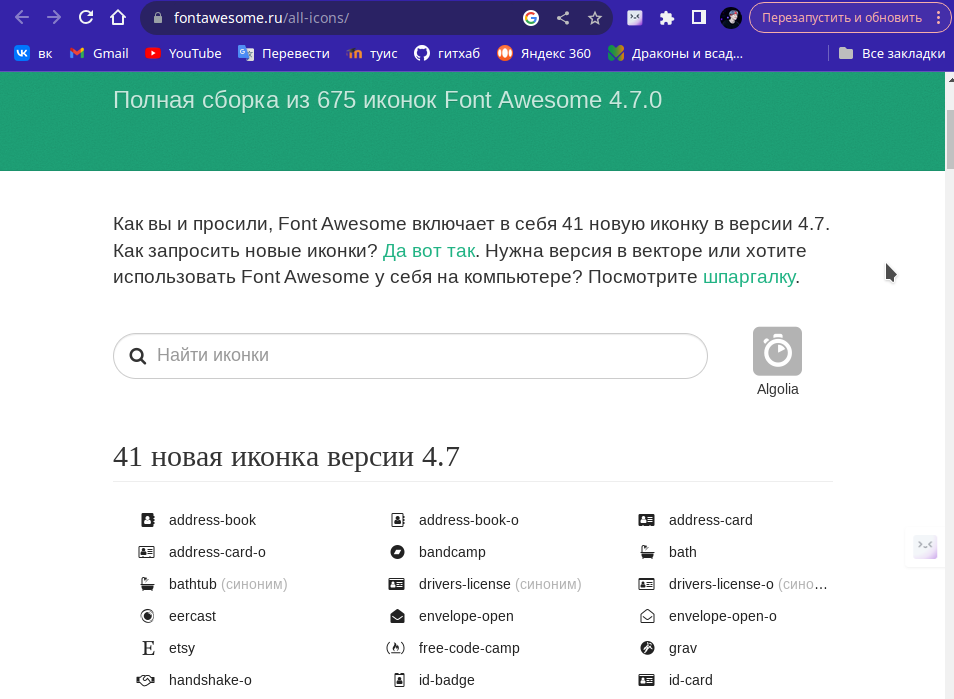 fontawesome.ru/all-icons/
Перезапустить и обновить
вк Gmail YouTube Перевести туис гитхаб Яндекс 360 Драконы и всад... Все закладки
Полная сборка из 675 иконок Font Awesome 4.7.0
Как вы и просили, Font Awesome включает в себя 41 новую иконку в версии 4.7.
Как запросить новые иконки? Да вот так. Нужна версия в векторе или хотите
использовать Font Awesome у себя на компьютере? Посмотрите шпаргалку.
Найти иконки
Algolia
41 новая иконка версии 4.7
address-book address-book-o address-card
address-card-o bandcamp bath
bathtub (синоним) drivers-license (синоним) drivers-license-o (сино...
eercast envelope-open envelope-open-o
etsy free-code-camp grav
handshake-o id-badge id-card